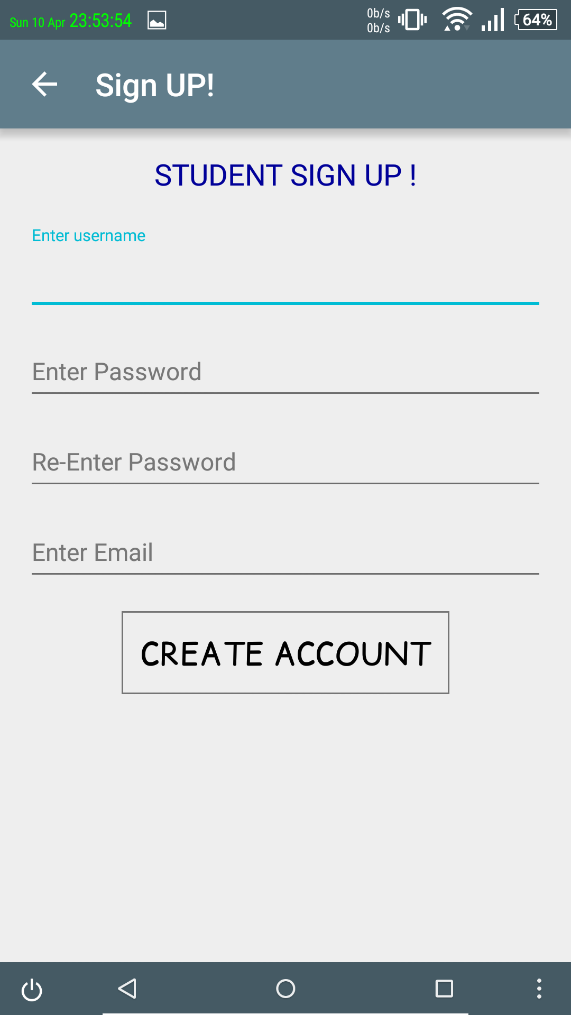 Sun 10 Apr 23:53:54
0b/s
0b/s
64%
Sign UP!
STUDENT SIGN UP !
Enter username
Enter Password
Re-Enter Password
Enter Email
CREATE ACCOUNT